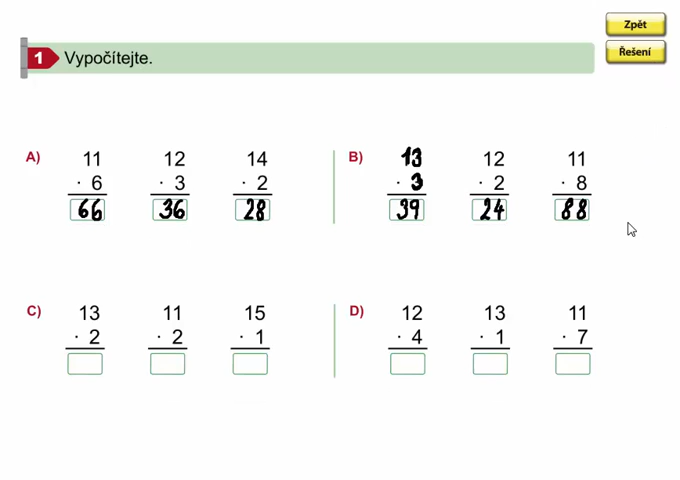 Zpět
Řešení
1 Vypočítejte.
A) 11 12 14 B) 13 12 11
· 6 · 3 · 2 · 3 · 2 · 8
66 36 28 39 24 88
C) 13 11 15 D) 12 13 11
· 2 · 2 · 1 · 4 · 1 · 7